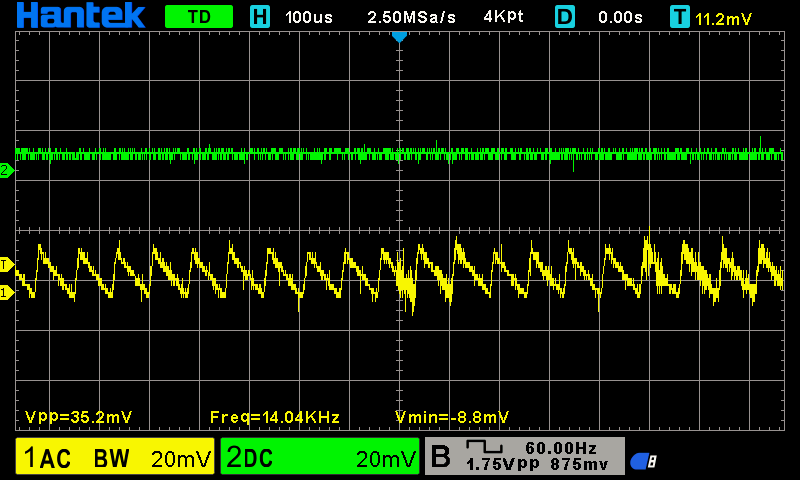 Hantek TD H 100us 2.50MSa/s 4Kpt D 0.00s T 11.2mV
2
T
1
Vpp=35.2mV Freq=14.04KHz Vmin=-8.8mV
1AC BW 20mV 2DC 20mV B 60.00Hz
1.75Vpp 875mv